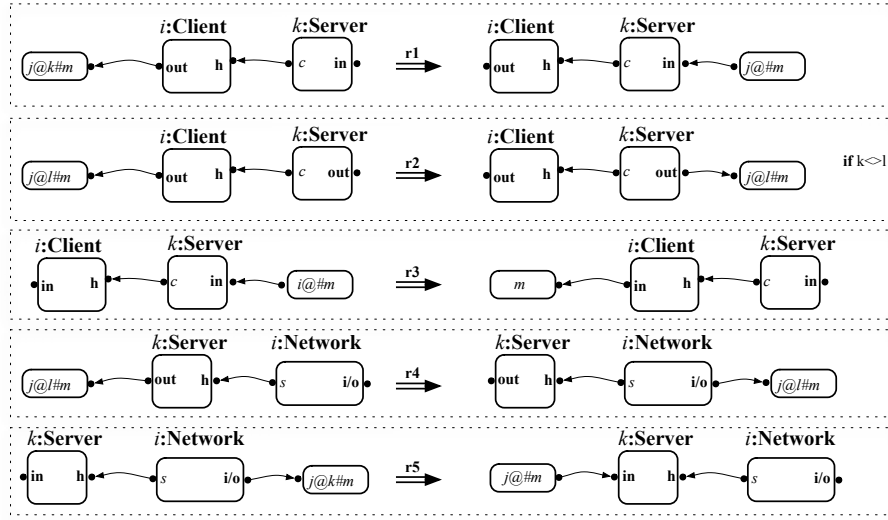 i:Client k:Server i:Client k:Server
j@k#m out h c in r1 out h c in j@#m
i:Client k:Server i:Client k:Server
j@l#m out h c out r2 out h c out j@l#m if k<>l
i:Client k:Server i:Client k:Server
in h c in i@#m r3 m in h c in
k:Server i:Network k:Server i:Network
j@l#m out h s i/o r4 out h s i/o j@l#m
k:Server i:Network k:Server i:Network
in h s i/o j@k#m r5 j@#m in h s i/o